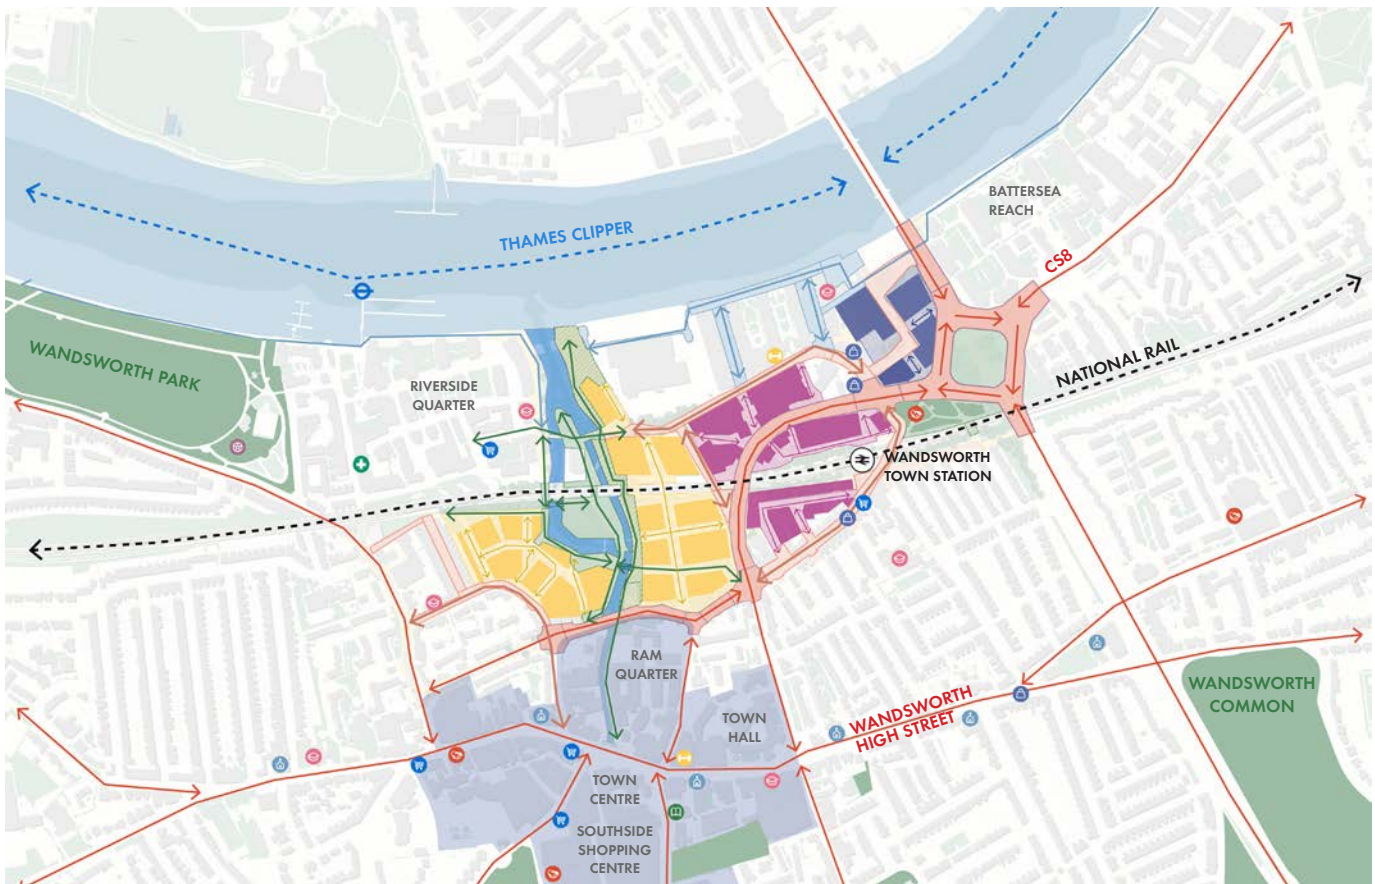 BATTERSEA
REACH
THAMES CLIPPER
CS8
WANDSWORTH PARK
RIVERSIDE
QUARTER
NATIONAL RAIL
WANDSWORTH
TOWN STATION
RAM
QUARTER
WANDSWORTH
COMMON
TOWN
HALL
WANDSWORTH
HIGH STREET
TOWN
CENTRE
SOUTHSIDE
SHOPPING
CENTRE